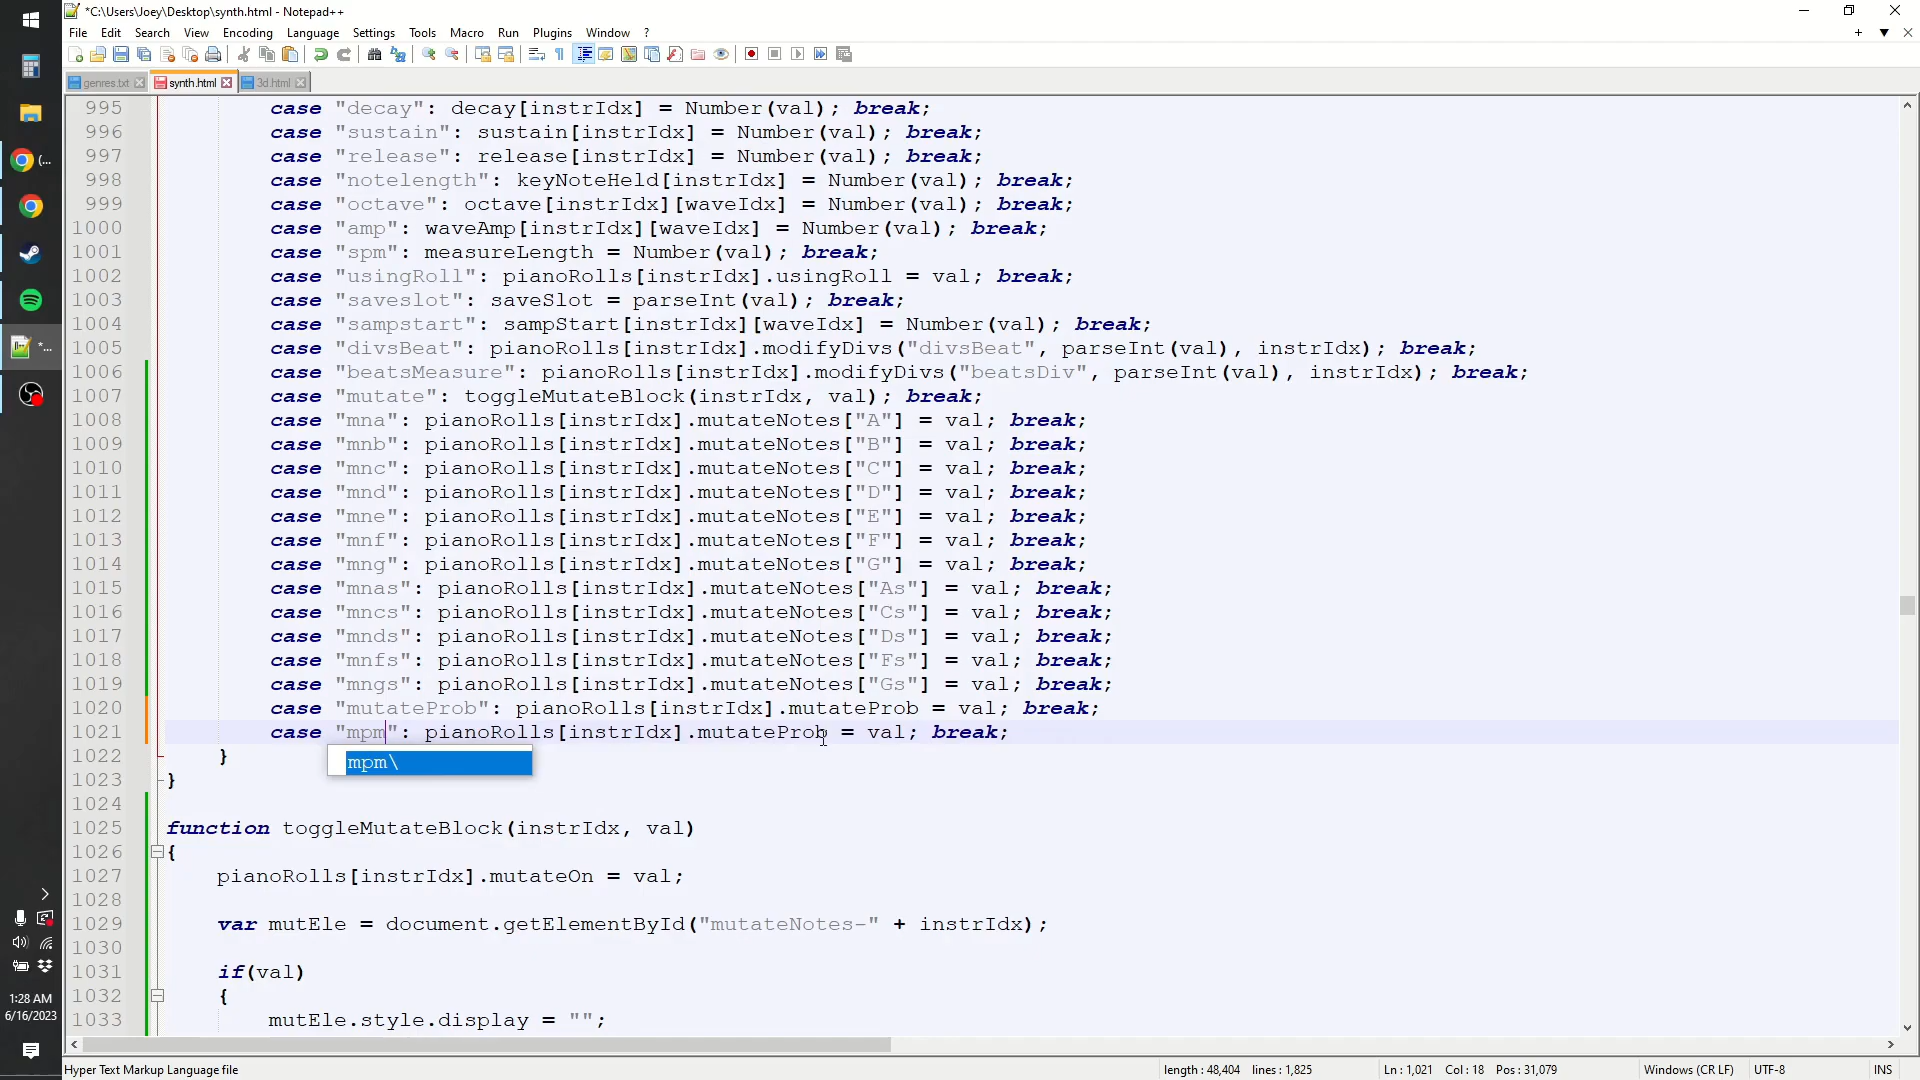 *C:\Users\Joey\Desktop\synth.html - Notepad++
File Edit Search View Encoding Language Settings Tools Macro Run Plugins Window ?
genres.txt synth.html 3d.html
995 case "decay": decay[instrIdx] = Number(val); break;
996 case "sustain": sustain[instrIdx] = Number(val); break;
997 case "release": release[instrIdx] = Number(val); break;
998 case "notelength": keyNoteHeld[instrIdx] = Number(val); break;
999 case "octave": octave[instrIdx][waveIdx] = Number(val); break;
1000 case "amp": waveAmp[instrIdx][waveIdx] = Number(val); break;
1001 case "spm": measureLength = Number(val); break;
1002 case "usingRoll": pianoRolls[instrIdx].usingRoll = val; break;
1003 case "saveslot": saveSlot = parseInt(val); break;
1004 case "sampstart": sampStart[instrIdx][waveIdx] = Number(val); break;
1005 case "divsBeat": pianoRolls[instrIdx].modifyDivs("divsBeat", parseInt(val), instrIdx); break;
1006 case "beatsMeasure": pianoRolls[instrIdx].modifyDivs("beatsDiv", parseInt(val), instrIdx); break;
1007 case "mutate": toggleMutateBlock(instrIdx, val); break;
1008 case "mna": pianoRolls[instrIdx].mutateNotes["A"] = val; break;
1009 case "mnb": pianoRolls[instrIdx].mutateNotes["B"] = val; break;
1010 case "mnc": pianoRolls[instrIdx].mutateNotes["C"] = val; break;
1011 case "mnd": pianoRolls[instrIdx].mutateNotes["D"] = val; break;
1012 case "mne": pianoRolls[instrIdx].mutateNotes["E"] = val; break;
1013 case "mnf": pianoRolls[instrIdx].mutateNotes["F"] = val; break;
1014 case "mng": pianoRolls[instrIdx].mutateNotes["G"] = val; break;
1015 case "mnas": pianoRolls[instrIdx].mutateNotes["As"] = val; break;
1016 case "mncs": pianoRolls[instrIdx].mutateNotes["Cs"] = val; break;
1017 case "mnds": pianoRolls[instrIdx].mutateNotes["Ds"] = val; break;
1018 case "mnfs": pianoRolls[instrIdx].mutateNotes["Fs"] = val; break;
1019 case "mngs": pianoRolls[instrIdx].mutateNotes["Gs"] = val; break;
1020 case "mutateProb": pianoRolls[instrIdx].mutateProb = val; break;
1021 case "mpm": pianoRolls[instrIdx].mutateProb = val; break;
mpm\
1022 }
1023 }
1024
1025 function toggleMutateBlock(instrIdx, val)
1026 {
1027 pianoRolls[instrIdx].mutateOn = val;
1028
1029 var mutEle = document.getElementById("mutateNotes-" + instrIdx);
1030
1031 if(val)
1032 {
1033 mutEle.style.display = "";
(...
*...
1:28 AM
6/16/2023
Hyper Text Markup Language file length : 48,404 lines : 1,825 Ln : 1,021 Col : 18 Pos : 31,079 Windows (CR LF) UTF-8 INS